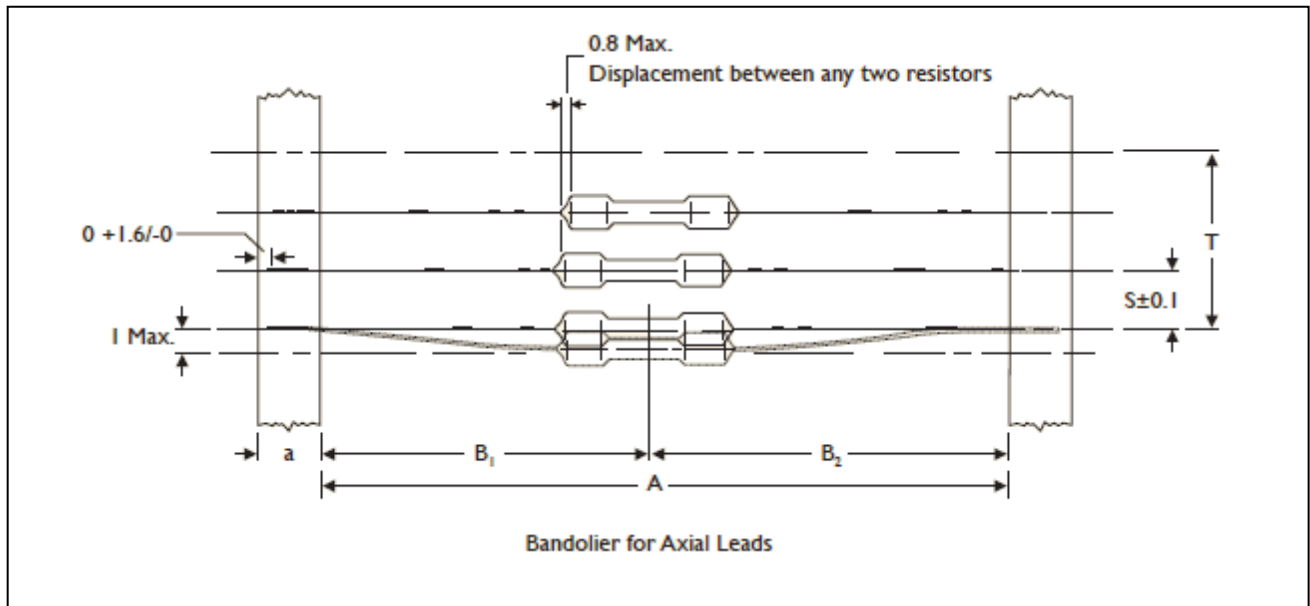 0.8 Max.
Displacement between any two resistors
0 +1.6/-0
T
S±0.1
1 Max.
a
B₁
B₂
A
Bandolier for Axial Leads